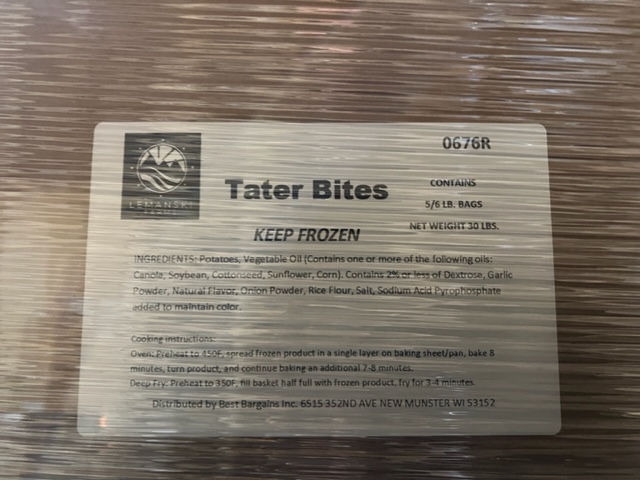 0676R
LEMANSKI
FARMS
Tater Bites
CONTAINS
5/6 LB. BAGS
NET WEIGHT 30 LBS.
KEEP FROZEN
INGREDIENTS: Potatoes, Vegetable Oil (Contains one or more of the following oils:
Canola, Soybean, Cottonseed, Sunflower, Corn). Contains 2% or less of Dextrose, Garlic
Powder, Natural Flavor, Onion Powder, Rice Flour, Salt, Sodium Acid Pyrophosphate
added to maintain color.
Cooking instructions:
Oven: Preheat to 450F, spread frozen product in a single layer on baking sheet/pan, bake 8
minutes, turn product, and continue baking an additional 7-8 minutes.
Deep Fry: Preheat to 350F, fill basket half full with frozen product, fry for 3-4 minutes.
Distributed by Best Bargains Inc. 6515 352ND AVE NEW MUNSTER WI 53152